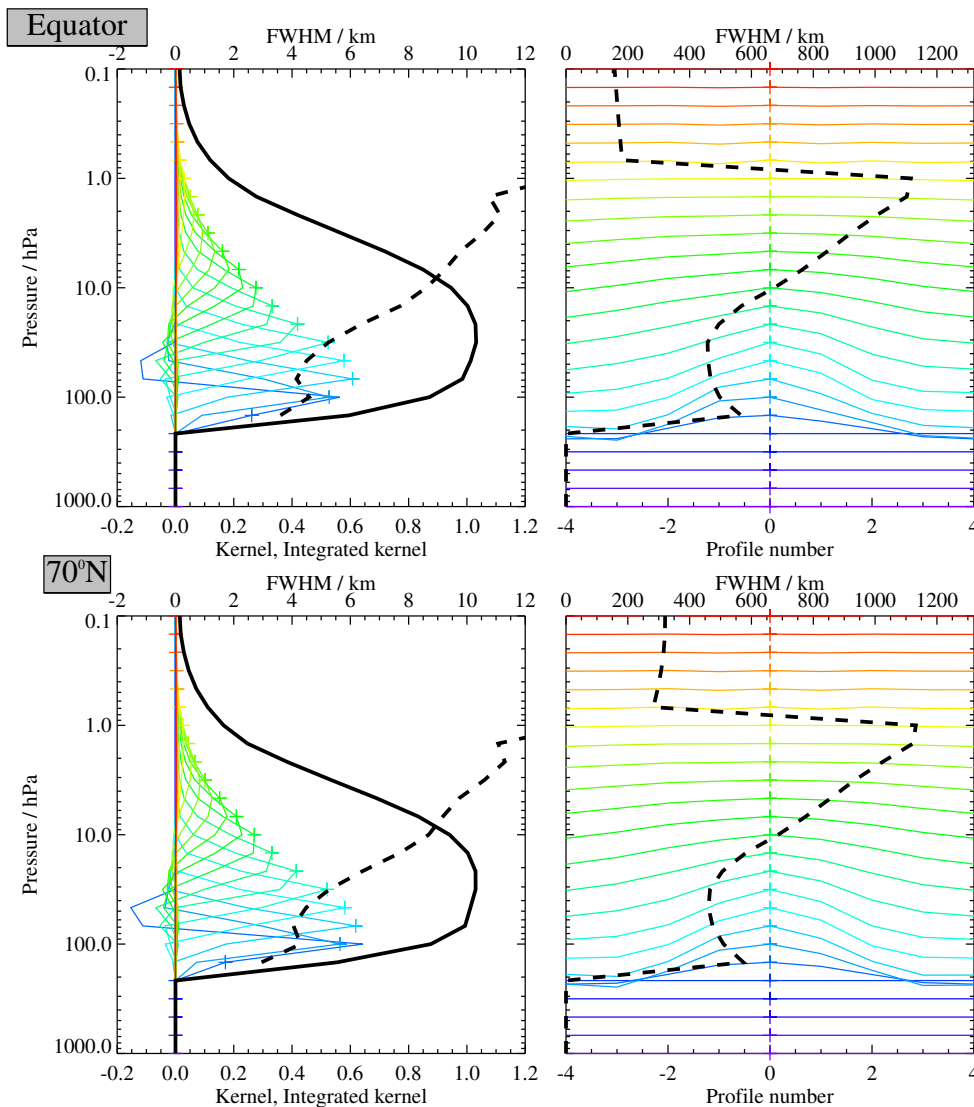 Equator
FWHM / km
FWHM / km
-2 0 2 4 6 8 10 12
0 200 400 600 800 1000 1200
0.1
1.0
10.0
100.0
1000.0
Pressure / hPa
-0.2 0.0 0.2 0.4 0.6 0.8 1.0 1.2
-4 -2 0 2 4
Kernel, Integrated kernel
Profile number
70⁰N
FWHM / km
FWHM / km
-2 0 2 4 6 8 10 12
0 200 400 600 800 1000 1200
0.1
1.0
10.0
100.0
1000.0
Pressure / hPa
-0.2 0.0 0.2 0.4 0.6 0.8 1.0 1.2
-4 -2 0 2 4
Kernel, Integrated kernel
Profile number